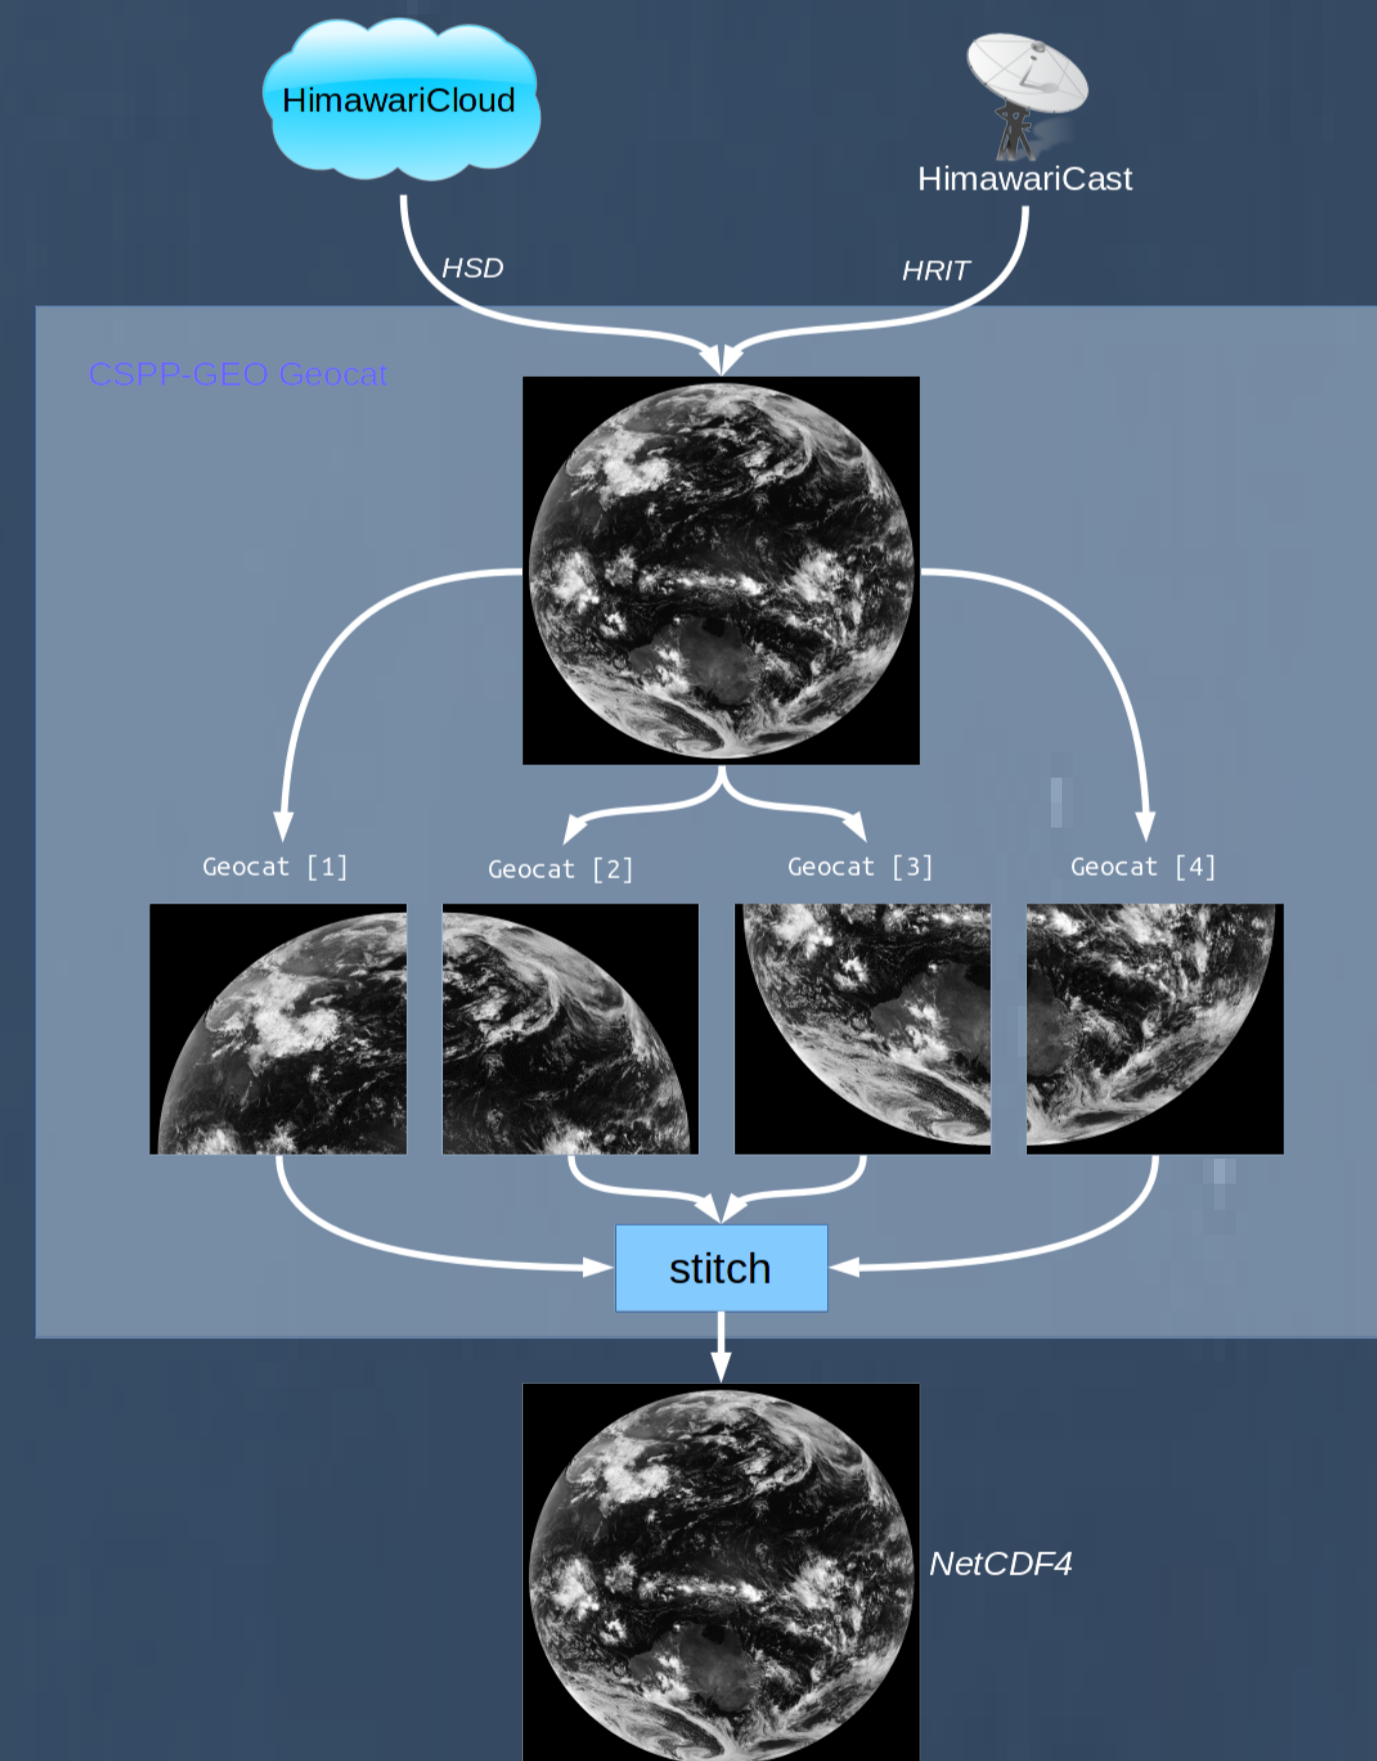 HimawariCloud
HimawariCast
HSD
HRIT
CSPP-GEO Geocat
Geocat [1]
Geocat [2]
Geocat [3]
Geocat [4]
stitch
NetCDF4